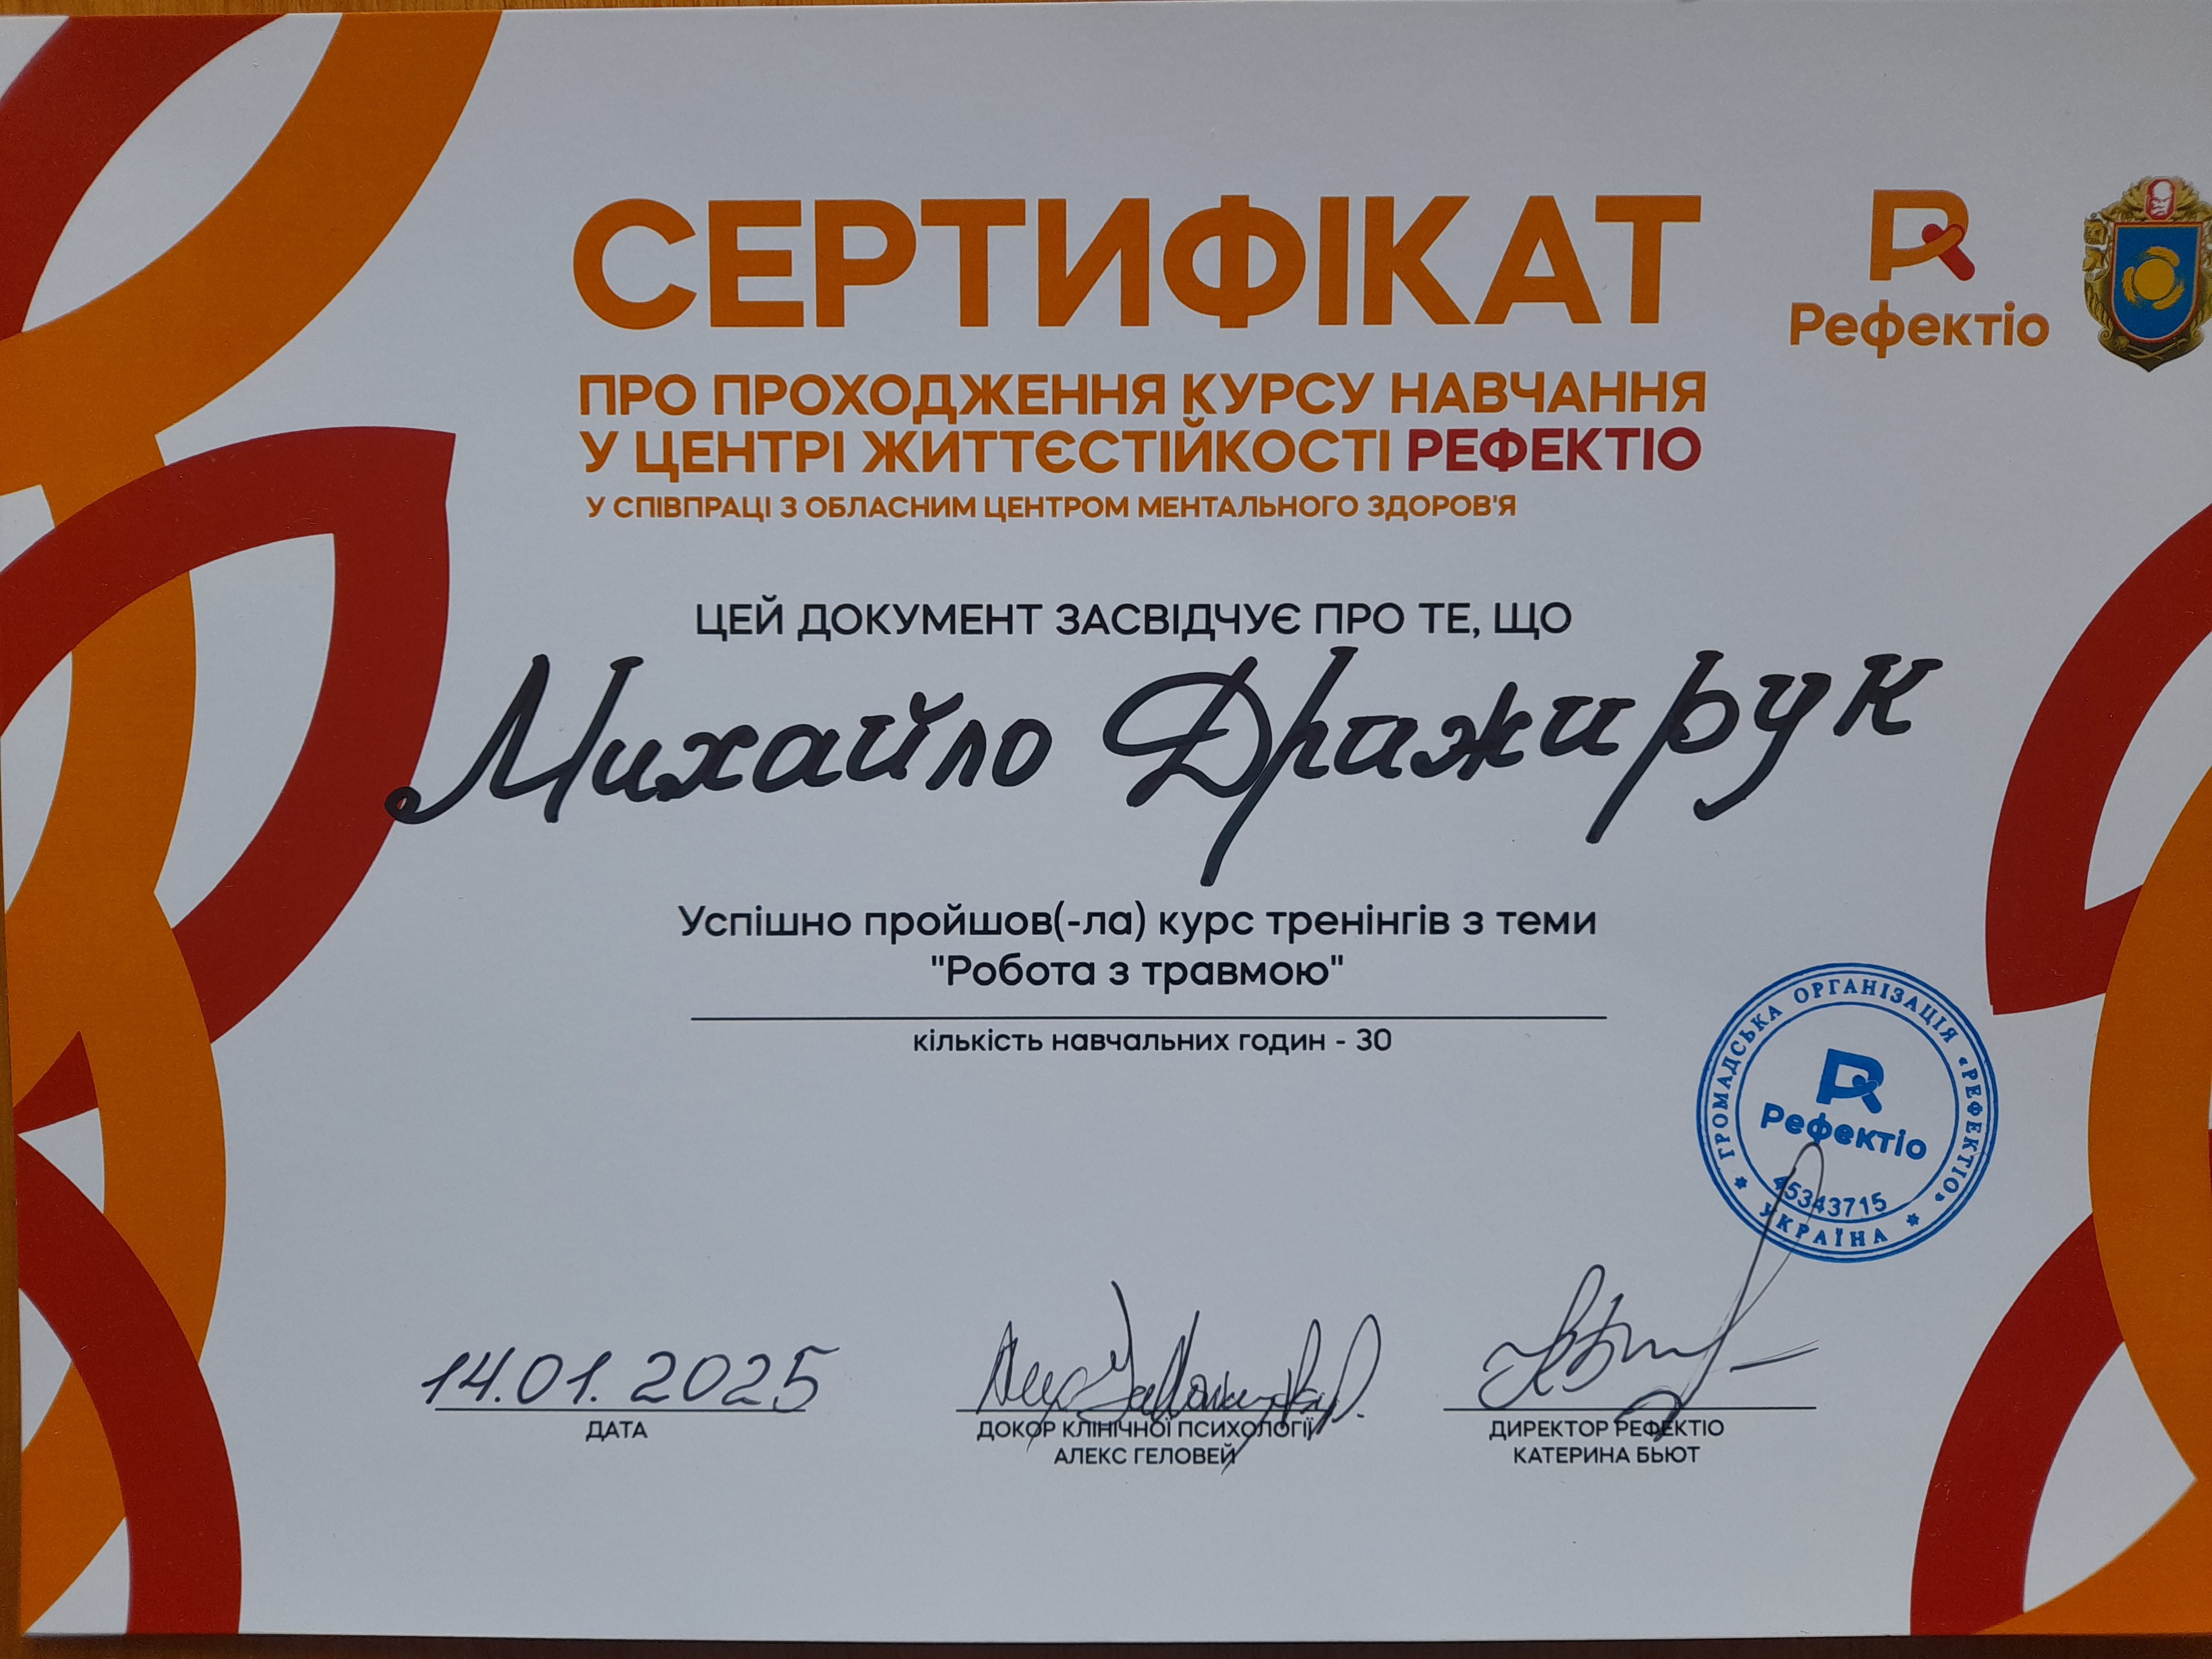 СЕРТИФІКАТ
Рефектіо
ПРО ПРОХОДЖЕННЯ КУРСУ НАВЧАННЯ
У ЦЕНТРІ ЖИТТЄСТІЙКОСТІ РЕФЕКТІО
У СПІВПРАЦІ З ОБЛАСНИМ ЦЕНТРОМ МЕНТАЛЬНОГО ЗДОРОВ'Я
ЦЕЙ ДОКУМЕНТ ЗАСВІДЧУЄ ПРО ТЕ, ЩО
Михайло Дрижирук
Успішно пройшов(-ла) курс тренінгів з теми
"Робота з травмою"
кількість навчальних годин - 30
ГРОМАДСЬКА ОРГАНІЗАЦІЯ «РЕФЕКТІО»
Рефектіо
45343715
УКРАЇНА
14.01.2025
ДАТА
ДОКОР КЛІНІЧНОЇ ПСИХОЛОГІЇ
АЛЕКС ГЕЛОВЕЙ
ДИРЕКТОР РЕФЕКТІО
КАТЕРИНА БЬЮТ